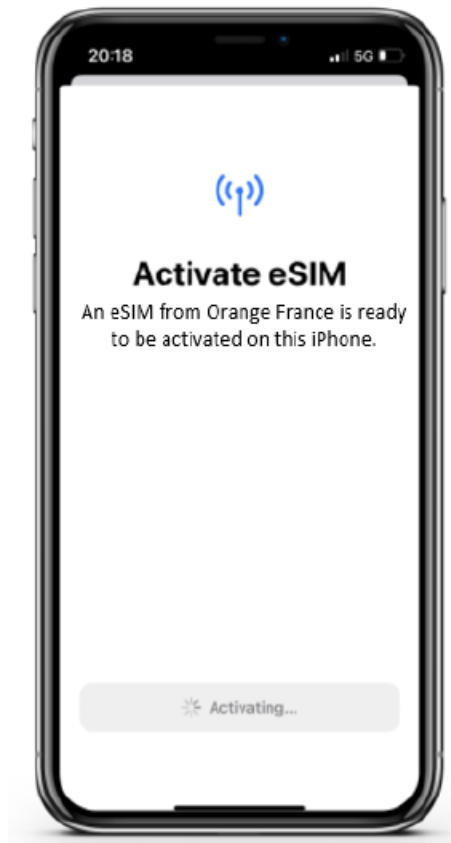 20:18
5G
Activate eSIM
An eSIM from Orange France is ready
to be activated on this iPhone.
Activating...